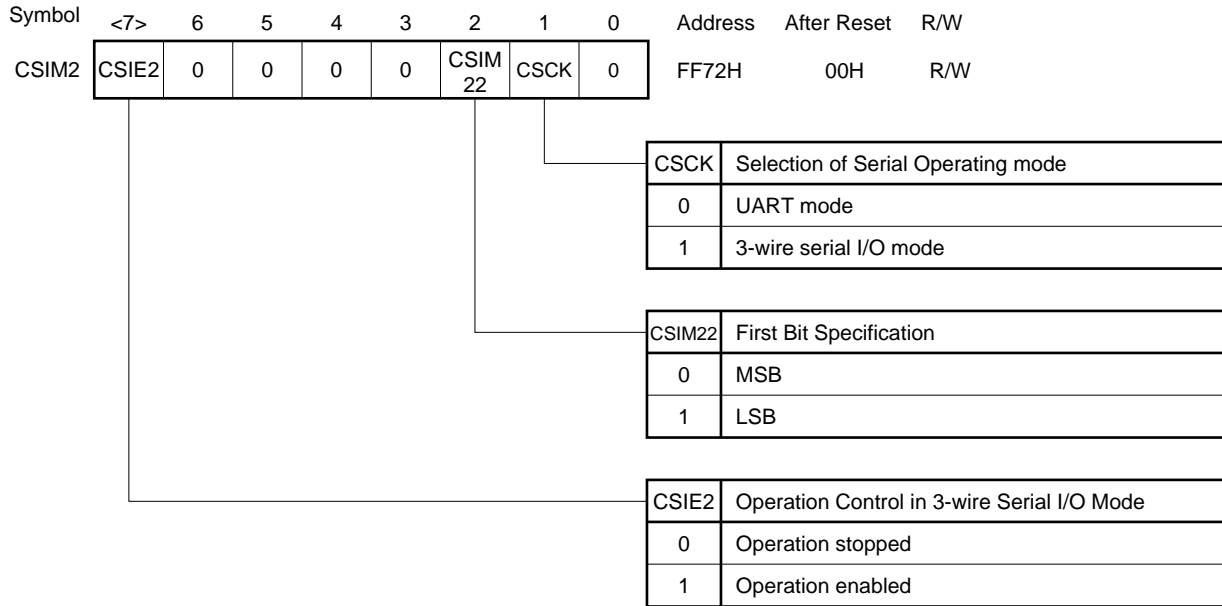 Symbol <7> 6 5 4 3 2 1 0 Address After Reset R/W
CSIM2 CSIE2 0 0 0 0 CSIM 22 CSCK 0 FF72H 00H R/W
CSCK Selection of Serial Operating mode
0 UART mode
1 3-wire serial I/O mode
CSIM22 First Bit Specification
0 MSB
1 LSB
CSIE2 Operation Control in 3-wire Serial I/O Mode
0 Operation stopped
1 Operation enabled